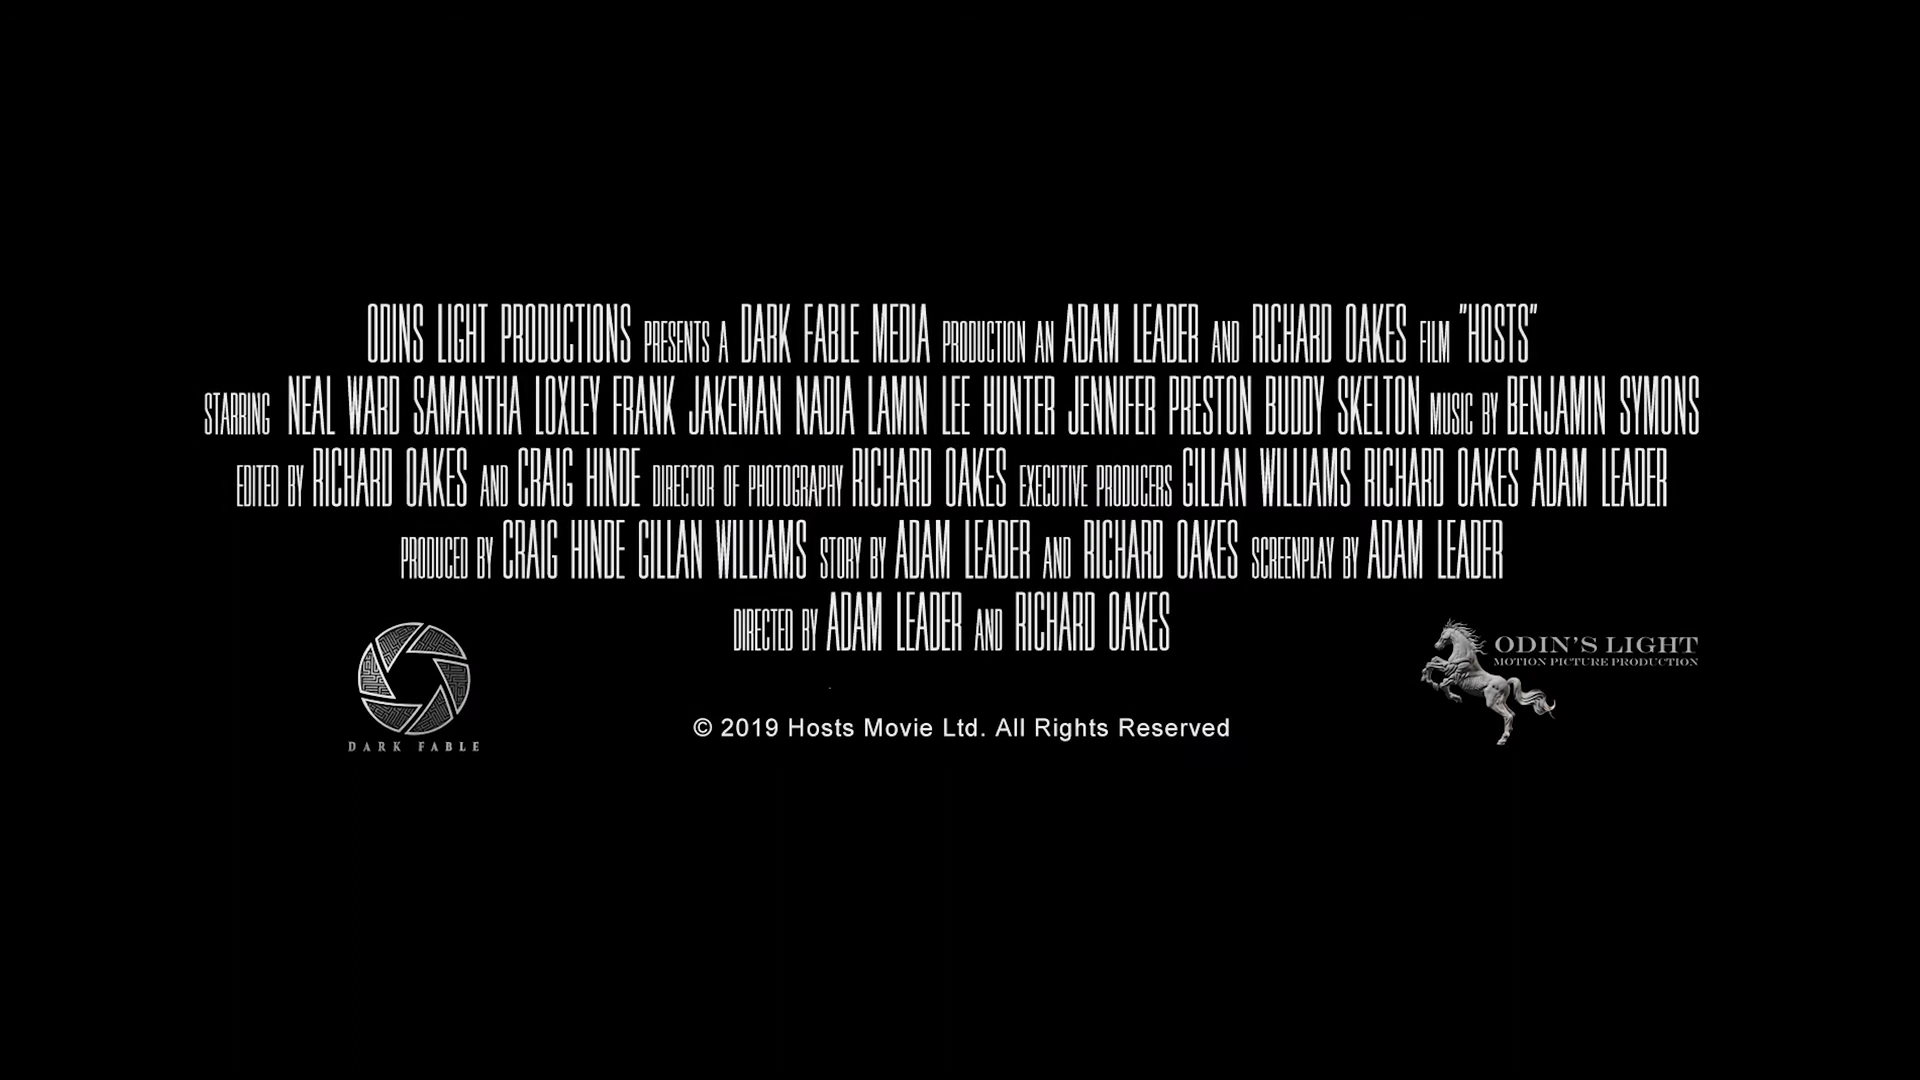 ODINS LIGHT PRODUCTIONS PRESENTS A DARK FABLE MEDIA PRODUCTION AN ADAM LEADER AND RICHARD OAKES FILM "HOSTS"
STARRING NEAL WARD SAMANTHA LOXLEY FRANK JAKEMAN NADIA LAMIN LEE HUNTER JENNIFER PRESTON BUDDY SKELTON MUSIC BY BENJAMIN SYMONS
EDITED BY RICHARD OAKES AND CRAIG HINDE DIRECTOR OF PHOTOGRAPHY RICHARD OAKES EXECUTIVE PRODUCERS GILLAN WILLIAMS RICHARD OAKES ADAM LEADER
PRODUCED BY CRAIG HINDE GILLAN WILLIAMS STORY BY ADAM LEADER AND RICHARD OAKES SCREENPLAY BY ADAM LEADER
DIRECTED BY ADAM LEADER AND RICHARD OAKES
ODIN'S LIGHT
MOTION PICTURE PRODUCTION
© 2019 Hosts Movie Ltd. All Rights Reserved
DARK FABLE